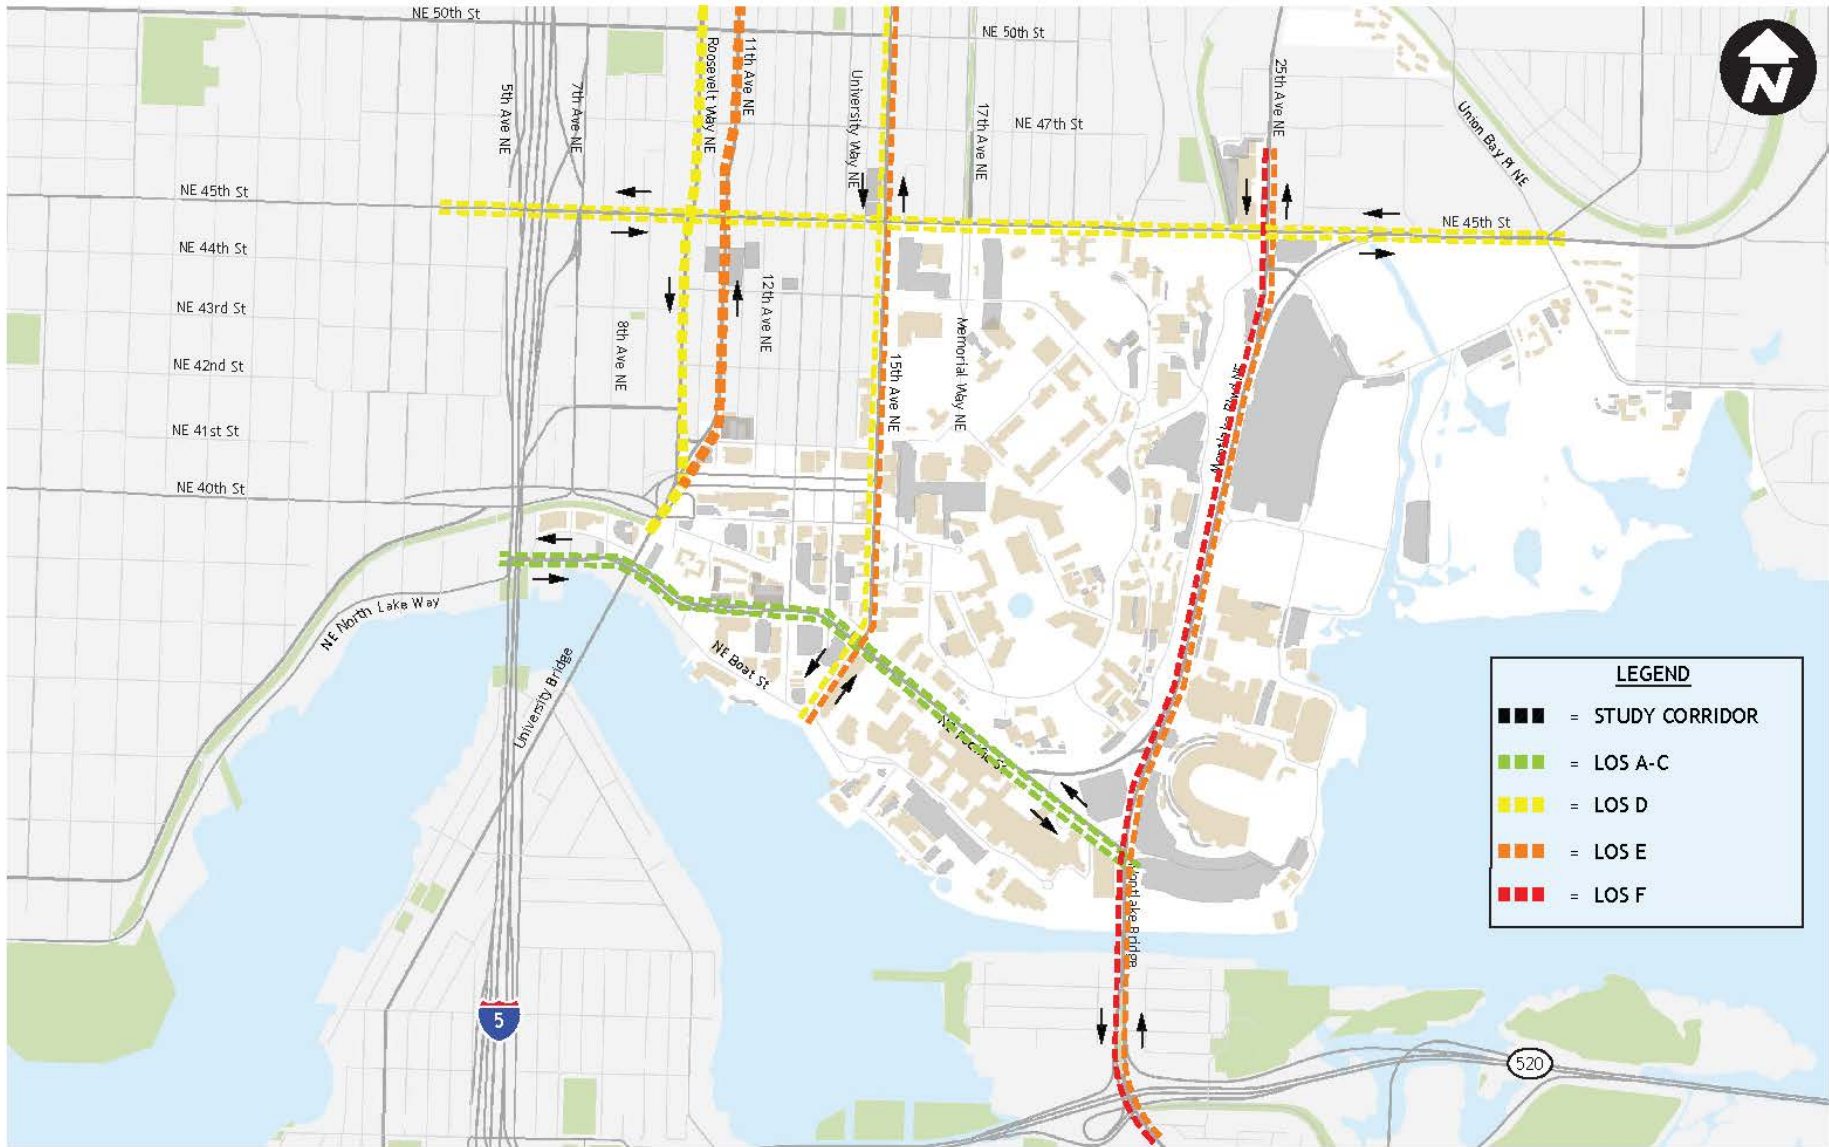 NE 50th St
NE 50th St
Roosevelt Way NE
11th Ave NE
University Way NE
5th Ave NE
7th Ave NE
17th Ave NE
25th Ave NE
N
Union Bay Pl NE
NE 47th St
NE 45th St
NE 45th St
NE 44th St
NE 43rd St
12th Ave NE
8th Ave NE
Memorial Way NE
15th Ave NE
NE 42nd St
NE 41st St
NE 40th St
NE North Lake Way
NE Boat St
University Bridge
NE Pacific St
Montlake Bridge
5
520
LEGEND
= STUDY CORRIDOR
= LOS A-C
= LOS D
= LOS E
= LOS F